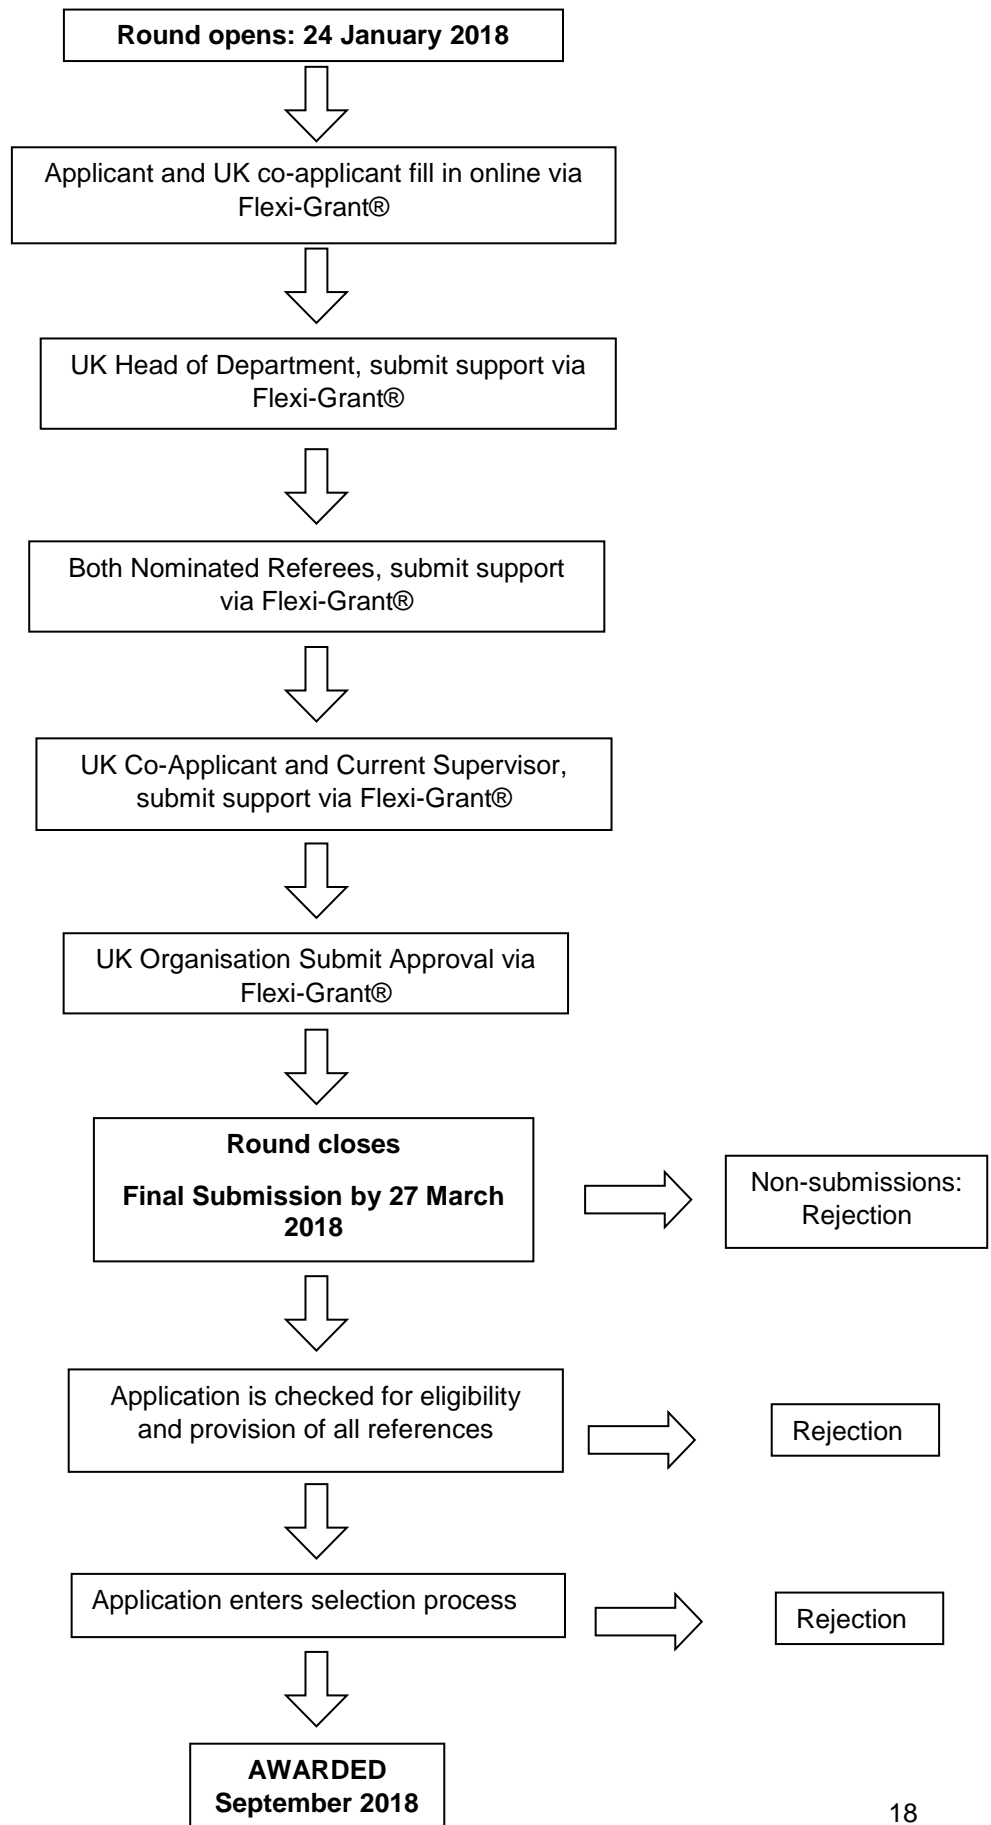 Round opens: 24 January 2018
Applicant and UK co-applicant fill in online via
Flexi-Grant®
UK Head of Department, submit support via
Flexi-Grant®
Both Nominated Referees, submit support
via Flexi-Grant®
UK Co-Applicant and Current Supervisor,
submit support via Flexi-Grant®
UK Organisation Submit Approval via
Flexi-Grant®
Round closes
Final Submission by 27 March
2018
Non-submissions:
Rejection
Application is checked for eligibility
and provision of all references
Rejection
Application enters selection process
Rejection
AWARDED
September 2018
18